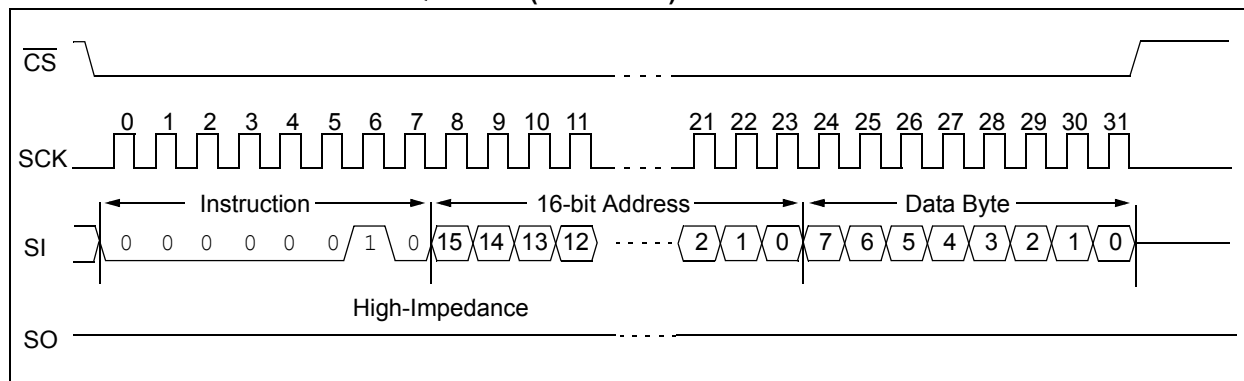 CS
0 1 2 3 4 5 6 7 8 9 10 11 21 22 23 24 25 26 27 28 29 30 31
SCK
Instruction 16-bit Address Data Byte
SI 0 0 0 0 0 0 1 0 15 14 13 12 2 1 0 7 6 5 4 3 2 1 0
High-Impedance
SO